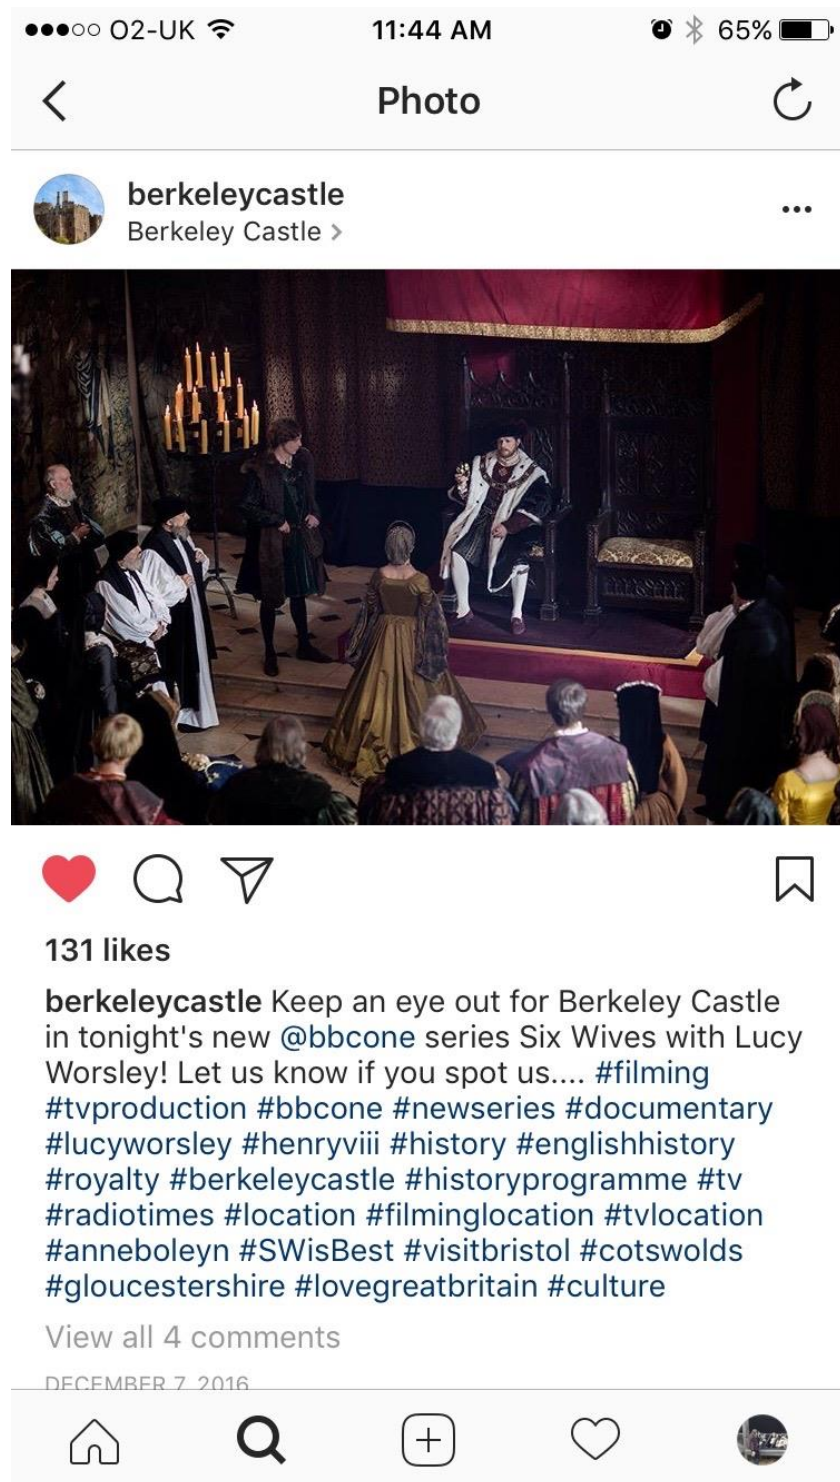 O2-UK 11:44 AM 65%
Photo
berkeleycastle
Berkeley Castle >
131 likes
berkeleycastle Keep an eye out for Berkeley Castle
in tonight's new @bbcone series Six Wives with Lucy
Worsley! Let us know if you spot us.... #filming
#tvproduction #bbcone #newseries #documentary
#lucyworsley #henryviii #history #englishhistory
#royalty #berkeleycastle #historyprogramme #tv
#radiotimes #location #filminglocation #tvlocation
#anneboleyn #SWisBest #visitbristol #cotswolds
#gloucestershire #lovegreatbritain #culture
View all 4 comments
DECEMBER 7, 2016